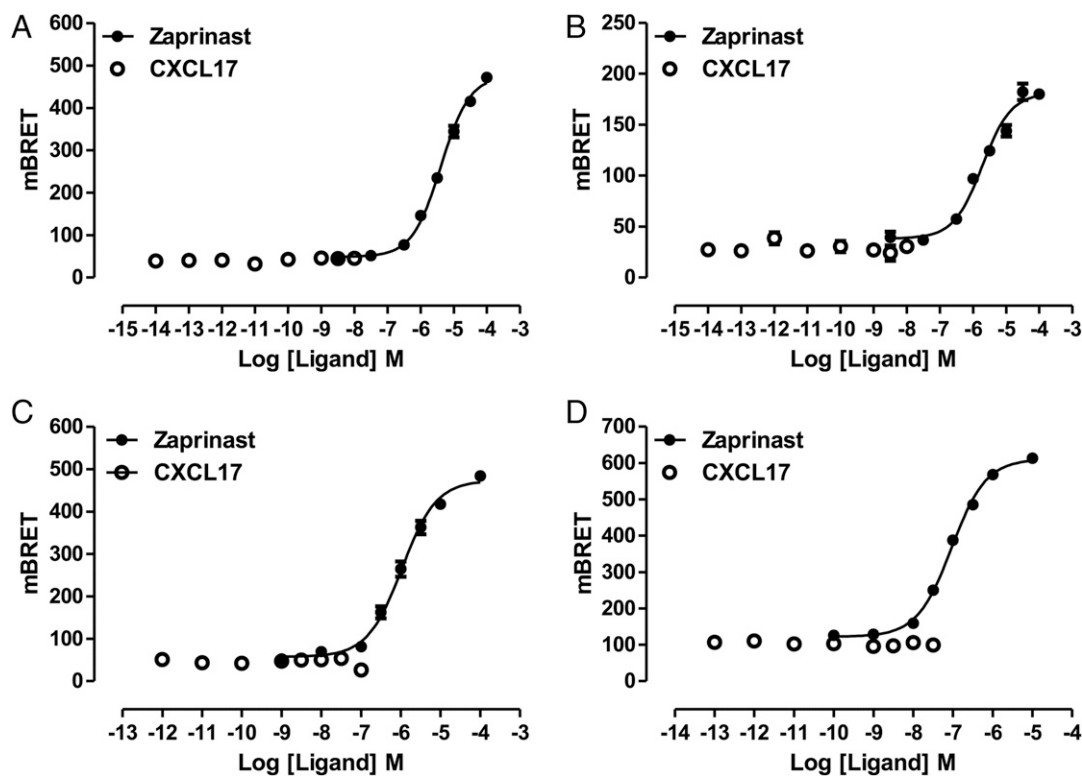 A
600
500
400
300
200
100
0
mBRET
Zaprinast
CXCL17
-15 -14 -13 -12 -11 -10 -9 -8 -7 -6 -5 -4 -3
Log [Ligand] M
B
250
200
150
100
50
0
mBRET
Zaprinast
CXCL17
-15 -14 -13 -12 -11 -10 -9 -8 -7 -6 -5 -4 -3
Log [Ligand] M
C
600
500
400
300
200
100
0
mBRET
Zaprinast
CXCL17
-13 -12 -11 -10 -9 -8 -7 -6 -5 -4 -3
Log [Ligand] M
D
700
600
500
400
300
200
100
0
mBRET
Zaprinast
CXCL17
-14 -13 -12 -11 -10 -9 -8 -7 -6 -5 -4
Log [Ligand] M